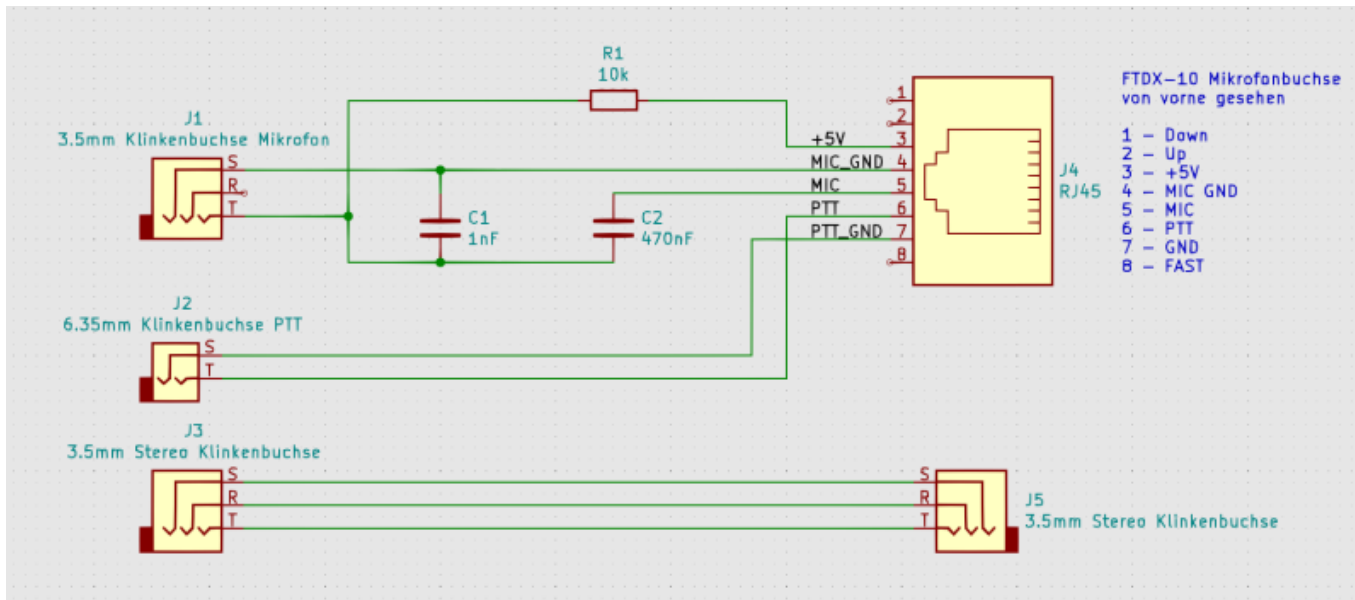 R1
10k
J1
3.5mm Klinkenbuchse Mikrofon
S
R
T
C1
1nF
C2
470nF
+5V
MIC_GND
MIC
PTT
PTT_GND
1
2
3
4
5
6
7
8
J4
RJ45
FTDX-10 Mikrofonbuchse
von vorne gesehen
1 - Down
2 - Up
3 - +5V
4 - MIC GND
5 - MIC
6 - PTT
7 - GND
8 - FAST
J2
6.35mm Klinkenbuchse PTT
S
T
J3
3.5mm Stereo Klinkenbuchse
S
R
T
S
R
T
J5
3.5mm Stereo Klinkenbuchse